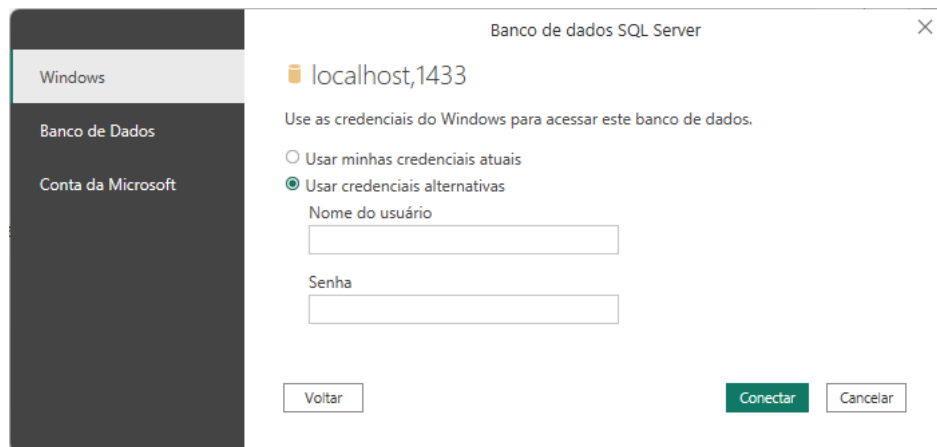 Banco de dados SQL Server
Windows
Banco de Dados
Conta da Microsoft
localhost,1433
Use as credenciais do Windows para acessar este banco de dados.
Usar minhas credenciais atuais
Usar credenciais alternativas
Nome do usuário
Senha
Voltar
Conectar
Cancelar